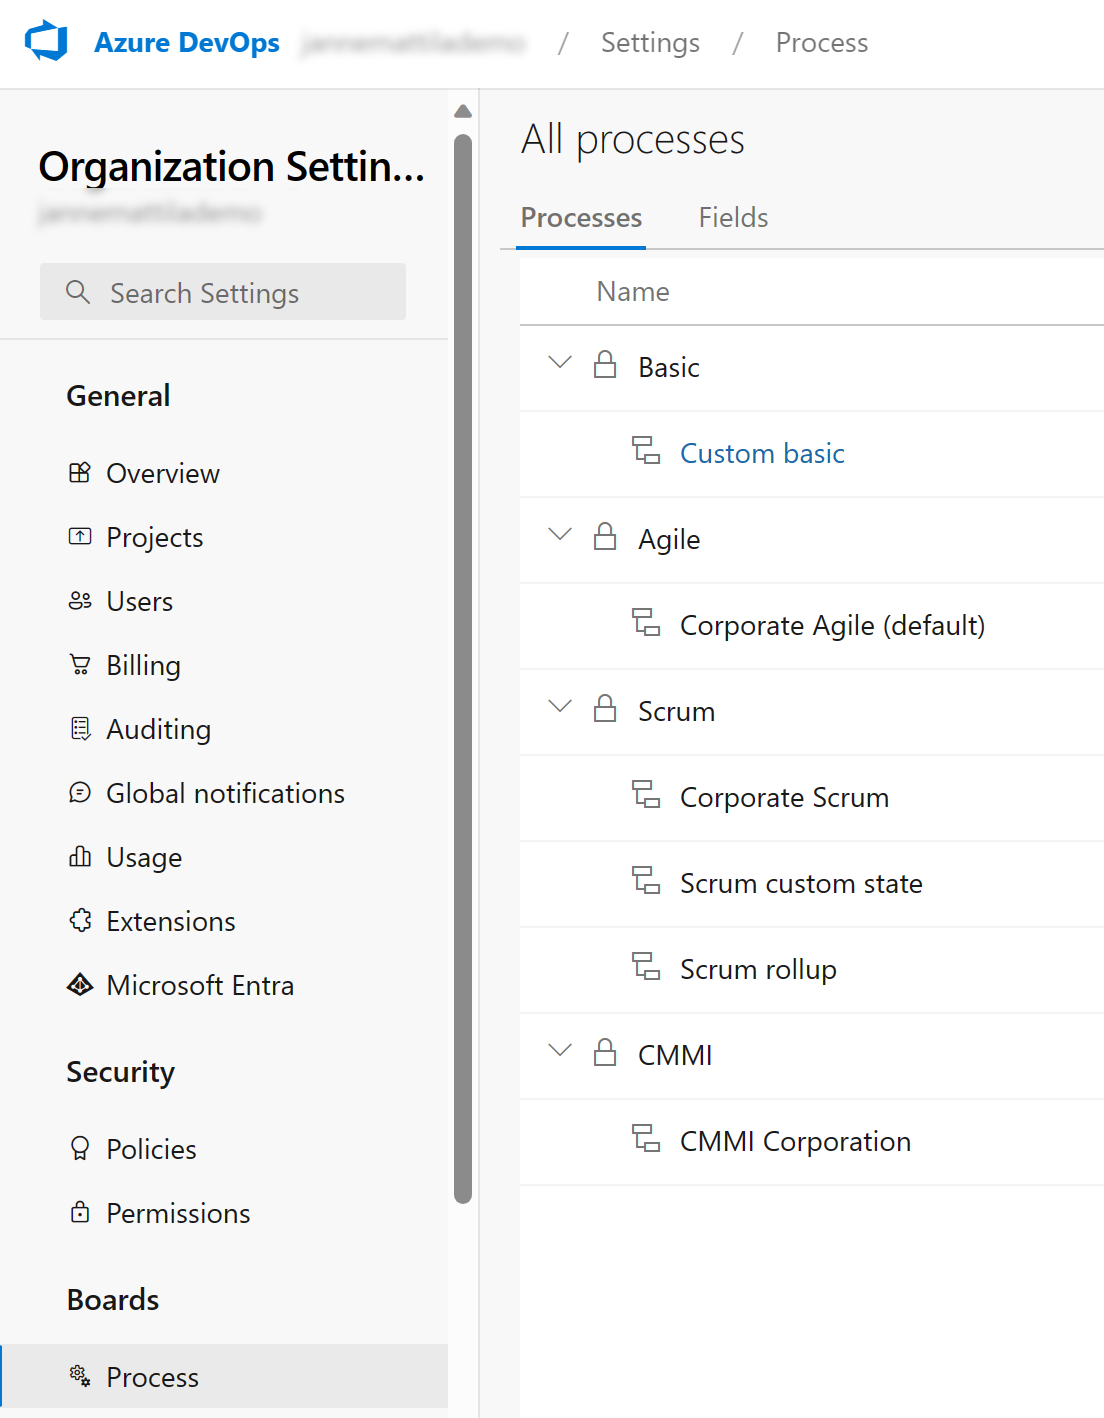 Azure DevOps / Settings / Process
Organization Settin...
Search Settings
General
Overview
Projects
Users
Billing
Auditing
Global notifications
Usage
Extensions
Microsoft Entra
Security
Policies
Permissions
Boards
Process
All processes
Processes Fields
Name
Basic
Custom basic
Agile
Corporate Agile (default)
Scrum
Corporate Scrum
Scrum custom state
Scrum rollup
CMMI
CMMI Corporation